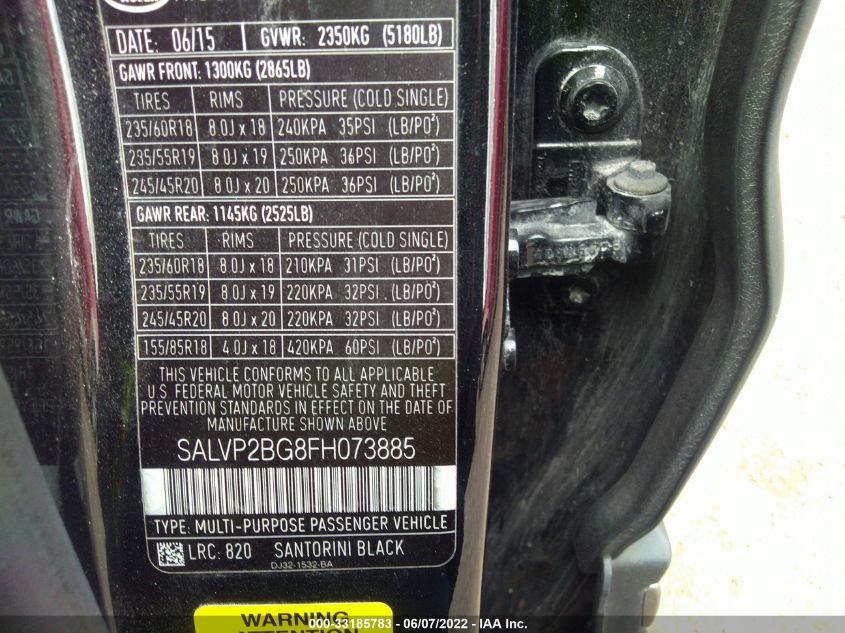 DATE: 06/15 GVWR: 2350KG (5180LB)
GAWR FRONT: 1300KG (2865LB)
TIRES RIMS PRESSURE (COLD SINGLE)
235/60R18 8.0J x 18 240KPA 35PSI (LB/PO²)
235/55R19 8.0J x 19 250KPA 36PSI (LB/PO²)
245/45R20 8.0J x 20 250KPA 36PSI (LB/PO²)
GAWR REAR: 1145KG (2525LB)
TIRES RIMS PRESSURE (COLD SINGLE)
235/60R18 8.0J x 18 210KPA 31PSI (LB/PO²)
235/55R19 8.0J x 19 220KPA 32PSI . (LB/PO²)
245/45R20 8.0J x 20 220KPA 32PSI (LB/PO²)
155/85R18 4.0J x 18 420KPA 60PSI (LB/PO²)
THIS VEHICLE CONFORMS TO ALL APPLICABLE
U.S. FEDERAL MOTOR VEHICLE SAFETY AND THEFT
PREVENTION STANDARDS IN EFFECT ON THE DATE OF
MANUFACTURE SHOWN ABOVE
SALVP2BG8FH073885
TYPE: MULTI-PURPOSE PASSENGER VEHICLE
LRC: 820 SANTORINI BLACK
DJ32-1532-BA
WARNING
ATTENTION
000-33185783 - 06/07/2022 - IAA Inc.